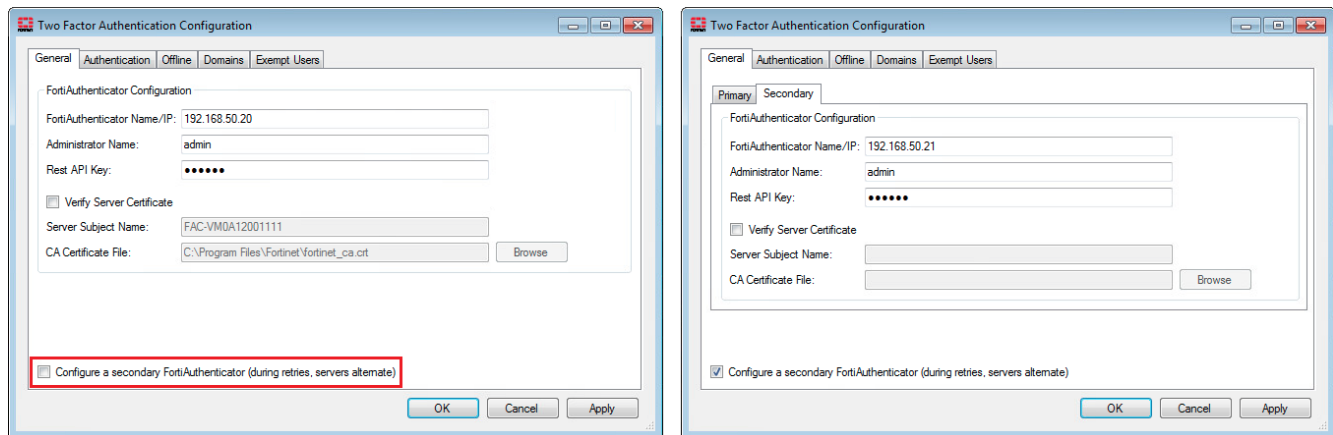 Two Factor Authentication Configuration
General Authentication Offline Domains Exempt Users
FortiAuthenticator Configuration
FortiAuthenticator Name/IP: 192.168.50.20
Administrator Name: admin
Rest API Key: ●●●●●●
Verify Server Certificate
Server Subject Name: FAC-VM0A12001111
CA Certificate File: C:\Program Files\Fortinet\fortinet_ca.crt Browse
Configure a secondary FortiAuthenticator (during retries, servers alternate)
OK Cancel Apply
Two Factor Authentication Configuration
General Authentication Offline Domains Exempt Users
Primary Secondary
FortiAuthenticator Configuration
FortiAuthenticator Name/IP: 192.168.50.21
Administrator Name: admin
Rest API Key: ●●●●●●
Verify Server Certificate
Server Subject Name:
CA Certificate File: Browse
Configure a secondary FortiAuthenticator (during retries, servers alternate)
OK Cancel Apply